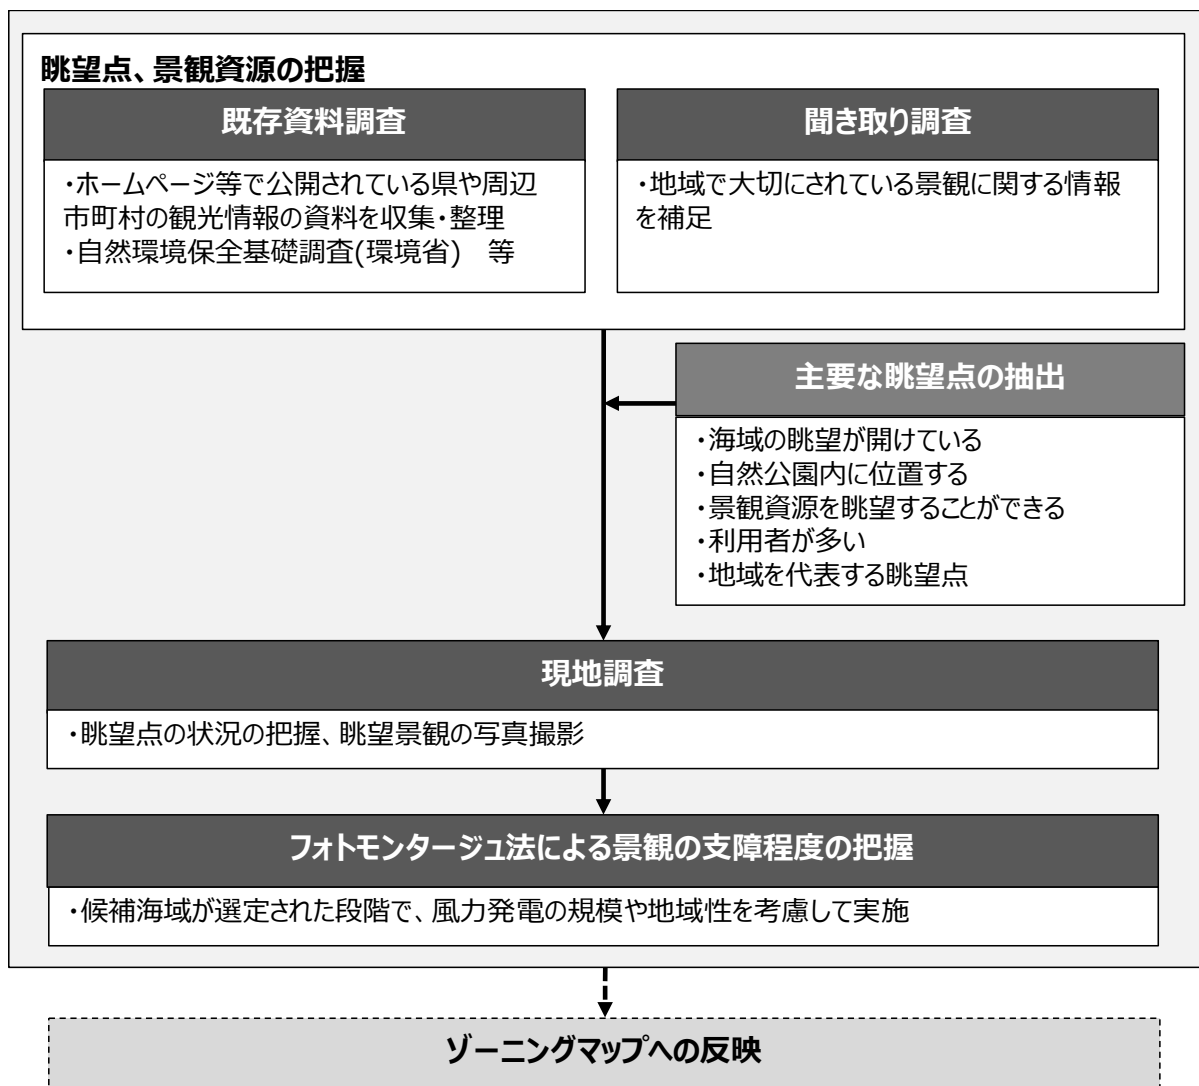 眺望点、景観資源の把握
既存資料調査
・ホームページ等で公開されている県や周辺
市町村の観光情報の資料を収集・整理
・自然環境保全基礎調査(環境省)　等
聞き取り調査
・地域で大切にされている景観に関する情報
を補足
主要な眺望点の抽出
・海域の眺望が開けている
・自然公園内に位置する
・景観資源を眺望することができる
・利用者が多い
・地域を代表する眺望点
現地調査
・眺望点の状況の把握、眺望景観の写真撮影
フォトモンタージュ法による景観の支障程度の把握
・候補海域が選定された段階で、風力発電の規模や地域性を考慮して実施
ゾーニングマップへの反映